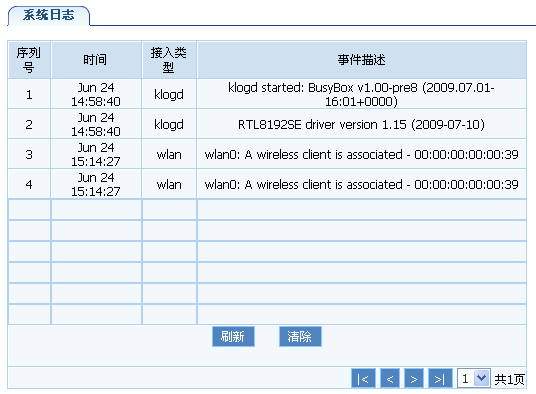 系统日志
序列号 时间 接入类型 事件描述
1 Jun 24 14:58:40 klogd klogd started: BusyBox v1.00-pre8 (2009.07.01-16:01+0000)
2 Jun 24 14:58:40 klogd RTL8192SE driver version 1.15 (2009-07-10)
3 Jun 24 15:14:27 wlan wlan0: A wireless client is associated - 00:00:00:00:00:39
4 Jun 24 15:14:27 wlan wlan0: A wireless client is associated - 00:00:00:00:00:39
刷新 清除
|< < > >| 1 共1页